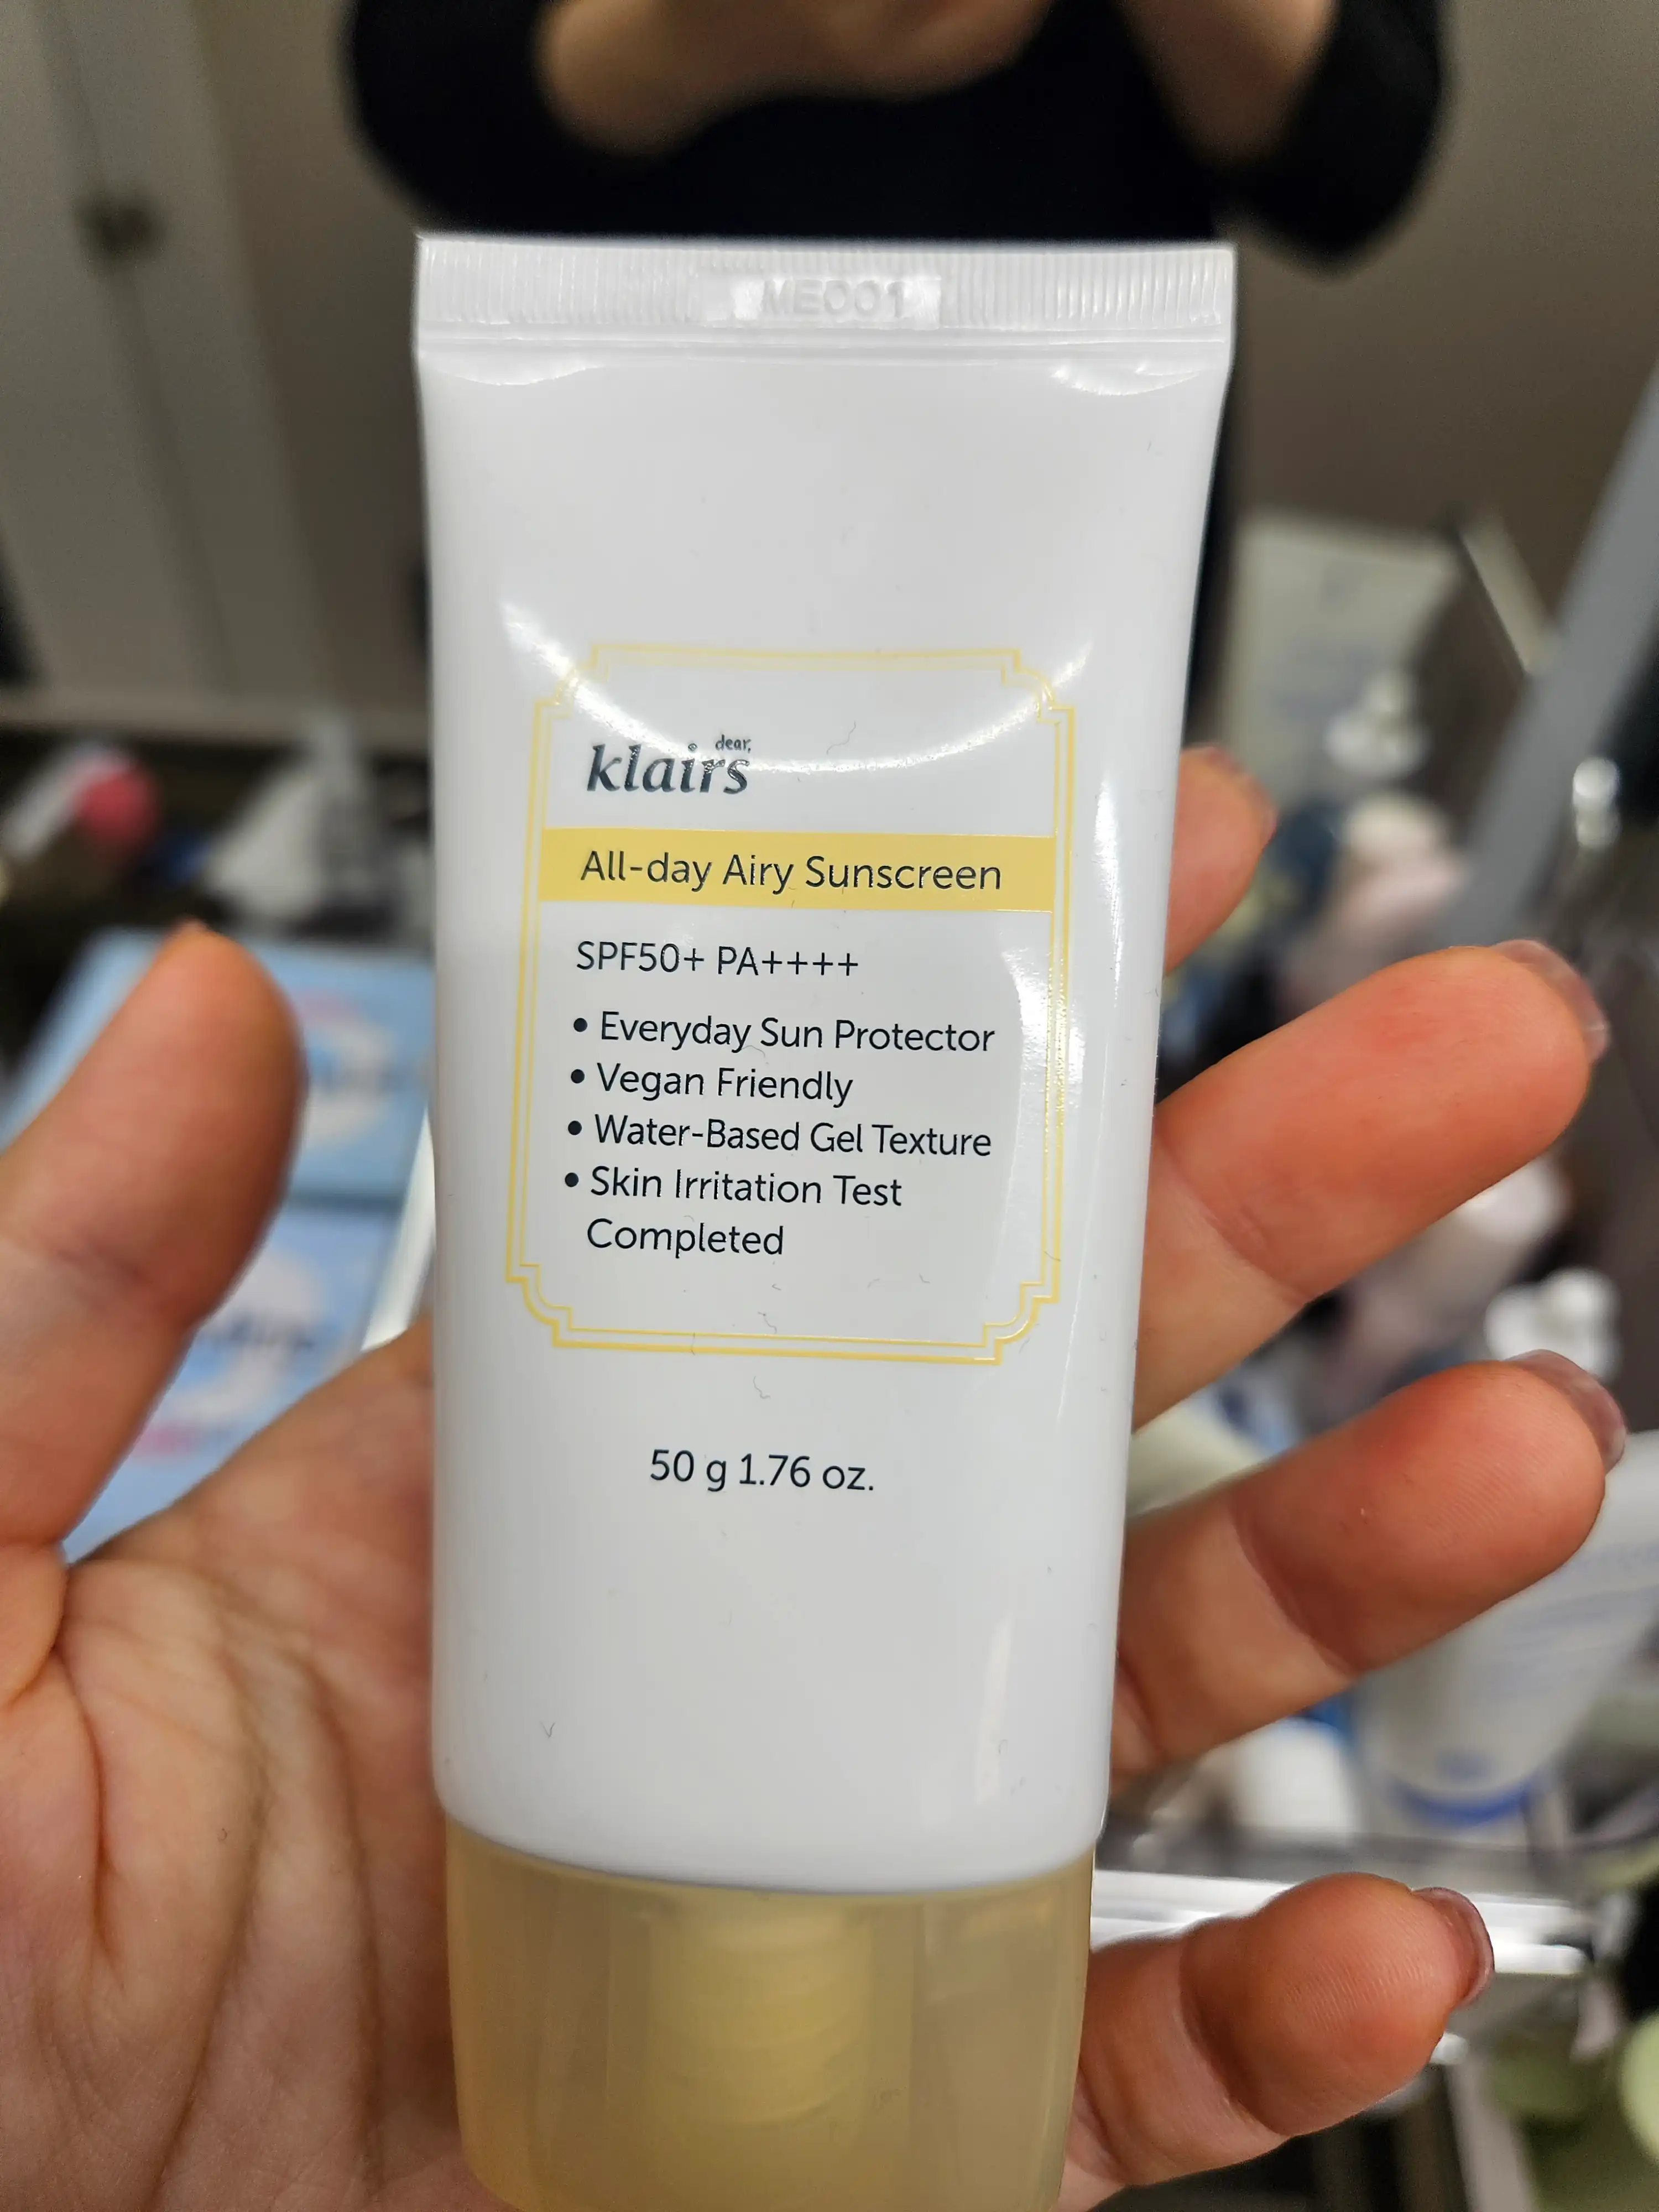 ME001
dear,
klairs
All-day Airy Sunscreen
SPF50+ PA++++
• Everyday Sun Protector
• Vegan Friendly
• Water-Based Gel Texture
• Skin Irritation Test
Completed
50 g 1.76 oz.